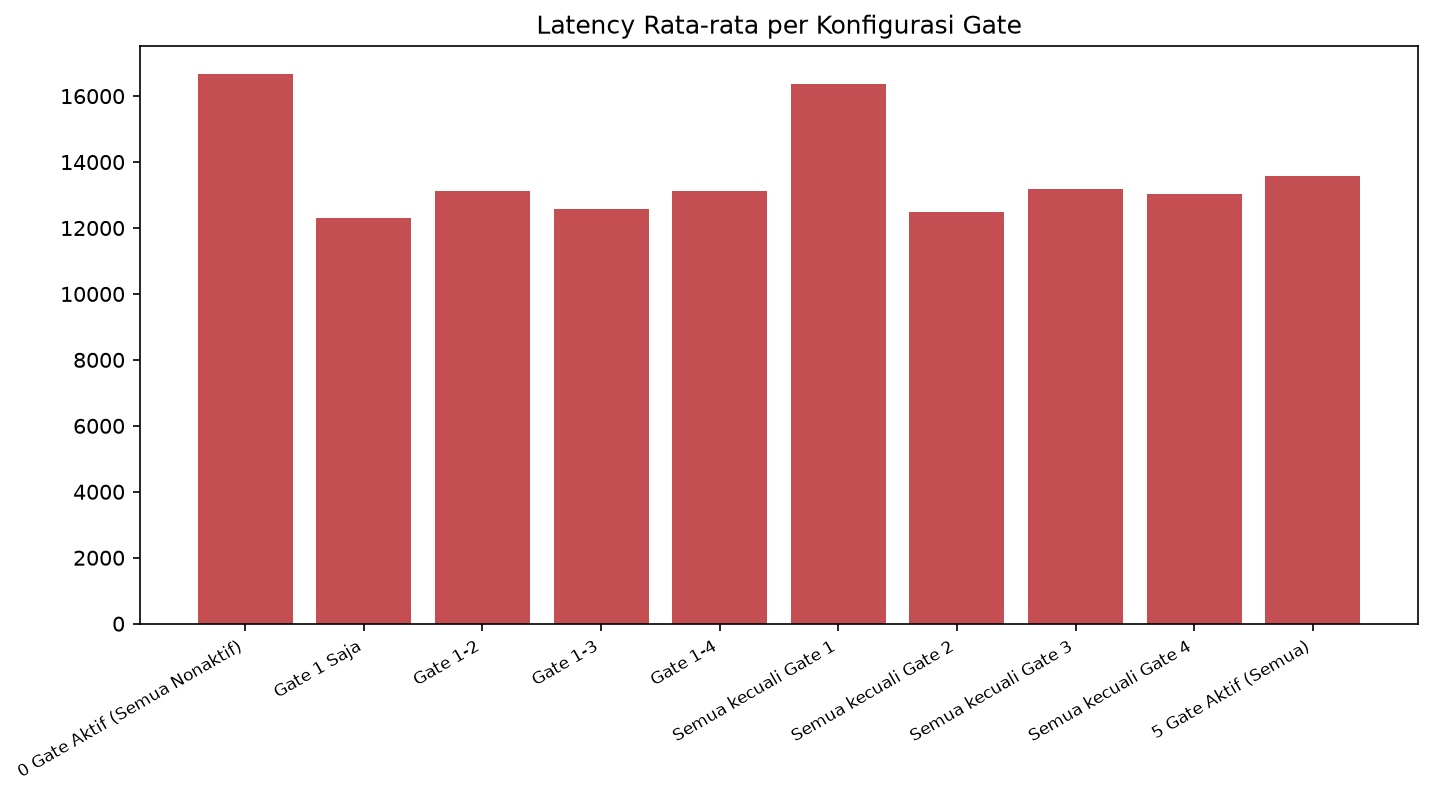 Latency Rata-rata per Konfigurasi Gate
16000
14000
12000
10000
8000
6000
4000
2000
0
0 Gate Aktif (Semua Nonaktif)
Gate 1 Saja
Gate 1-2
Gate 1-3
Gate 1-4
Semua kecuali Gate 1
Semua kecuali Gate 2
Semua kecuali Gate 3
Semua kecuali Gate 4
5 Gate Aktif (Semua)